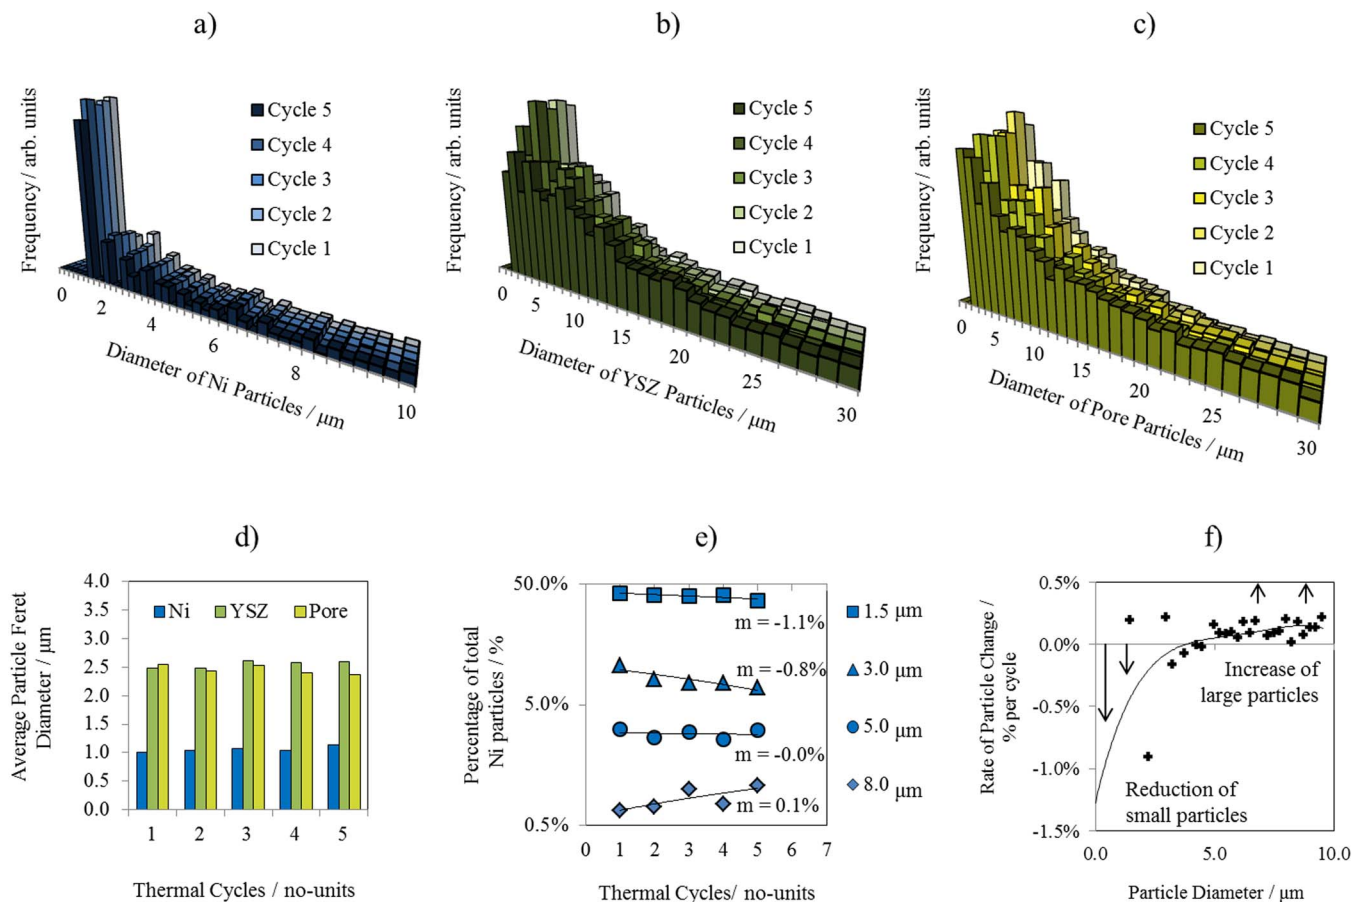 a)
Frequency / arb. units
Cycle 5
Cycle 4
Cycle 3
Cycle 2
Cycle 1
0
2
4
6
8
10
Diameter of Ni Particles / μm
b)
Frequency / arb. units
Cycle 5
Cycle 4
Cycle 3
Cycle 2
Cycle 1
0
5
10
15
20
25
30
Diameter of YSZ Particles / μm
c)
Frequency / arb. units
Cycle 5
Cycle 4
Cycle 3
Cycle 2
Cycle 1
0
5
10
15
20
25
30
Diameter of Pore Particles / μm
d)
Average Particle Feret
Diameter / μm
4.0
3.5
3.0
2.5
2.0
1.5
1.0
0.5
0.0
Ni YSZ Pore
1 2 3 4 5
Thermal Cycles / no-units
e)
Percentage of total
Ni particles / %
50.0%
5.0%
0.5%
m = -1.1%
m = -0.8%
m = -0.0%
m = 0.1%
1.5 μm
3.0 μm
5.0 μm
8.0 μm
0 1 2 3 4 5 6 7
Thermal Cycles/ no-units
f)
Rate of Particle Change /
% per cycle
0.5%
0.0%
-0.5%
-1.0%
-1.5%
Increase of
large particles
Reduction of
small particles
0.0 5.0 10.0
Particle Diameter / μm